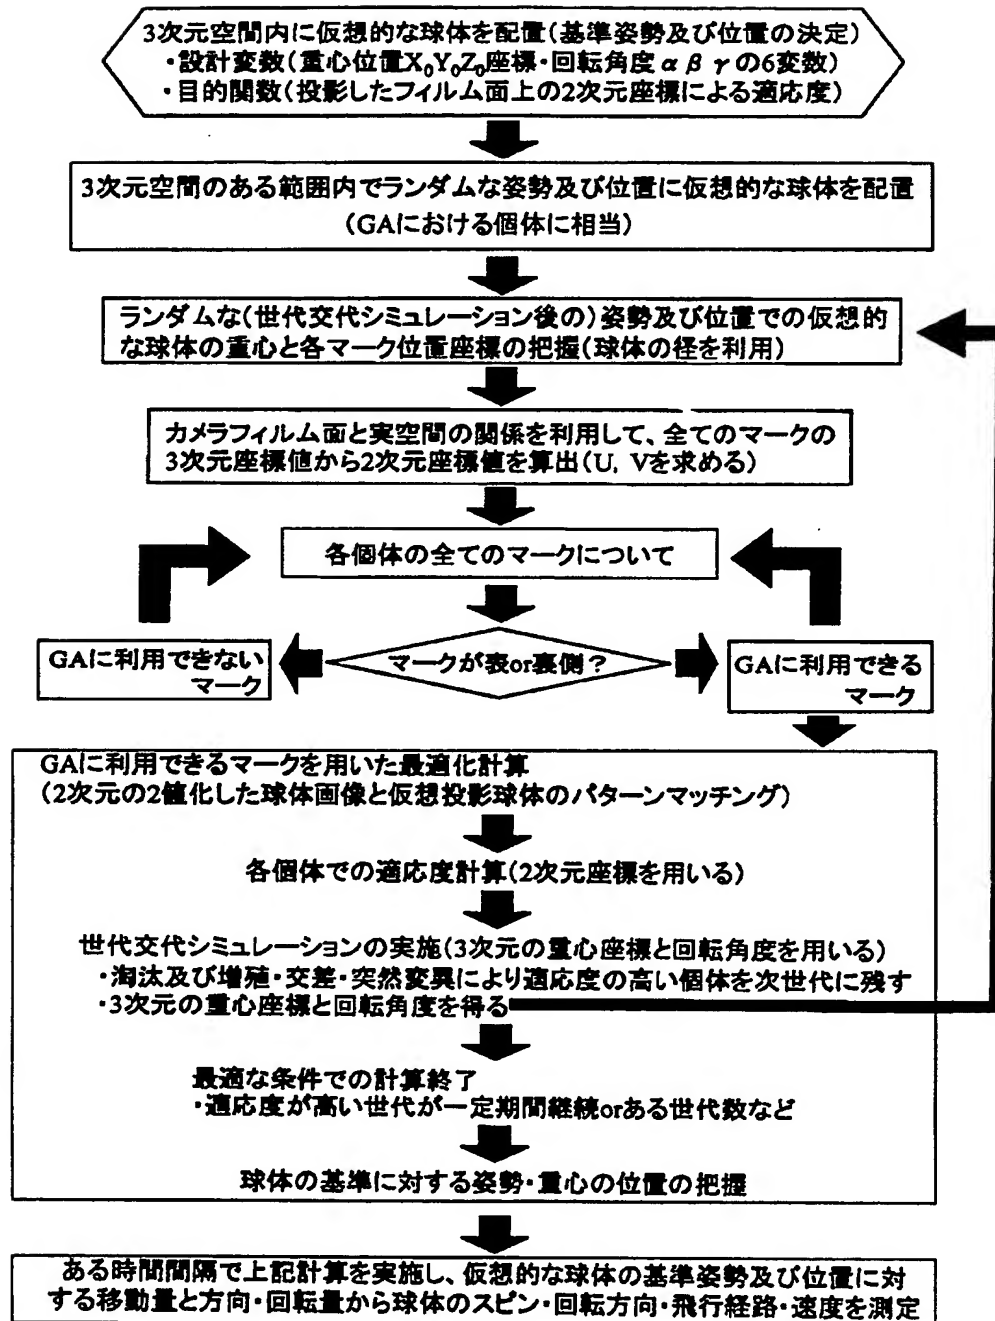 3次元空間内に仮想的な球体を配置(基準姿勢及び位置の決定)
・設計変数(重心位置X₀Y₀Z₀座標・回転角度α β γの6変数)
・目的関数(投影したフィルム面上の2次元座標による適応度)
3次元空間のある範囲内でランダムな姿勢及び位置に仮想的な球体を配置
(GAにおける個体に相当)
ランダムな(世代交代シミュレーション後の)姿勢及び位置での仮想的
な球体の重心と各マーク位置座標の把握(球体の径を利用)
カメラフィルム面と実空間の関係を利用して、全てのマークの
3次元座標値から2次元座標値を算出(U, Vを求める)
各個体の全てのマークについて
マークが表or裏側?
GAに利用できない
マーク
GAに利用できる
マーク
GAに利用できるマークを用いた最適化計算
(2次元の2値化した球体画像と仮想投影球体のパターンマッチング)
各個体での適応度計算(2次元座標を用いる)
世代交代シミュレーションの実施(3次元の重心座標と回転角度を用いる)
・淘汰及び増殖・交差・突然変異により適応度の高い個体を次世代に残す
・3次元の重心座標と回転角度を得る
最適な条件での計算終了
・適応度が高い世代が一定期間継続orある世代数など
球体の基準に対する姿勢・重心の位置の把握
ある時間間隔で上記計算を実施し、仮想的な球体の基準姿勢及び位置に対
する移動量と方向・回転量から球体のスピン・回転方向・飛行経路・速度を測定